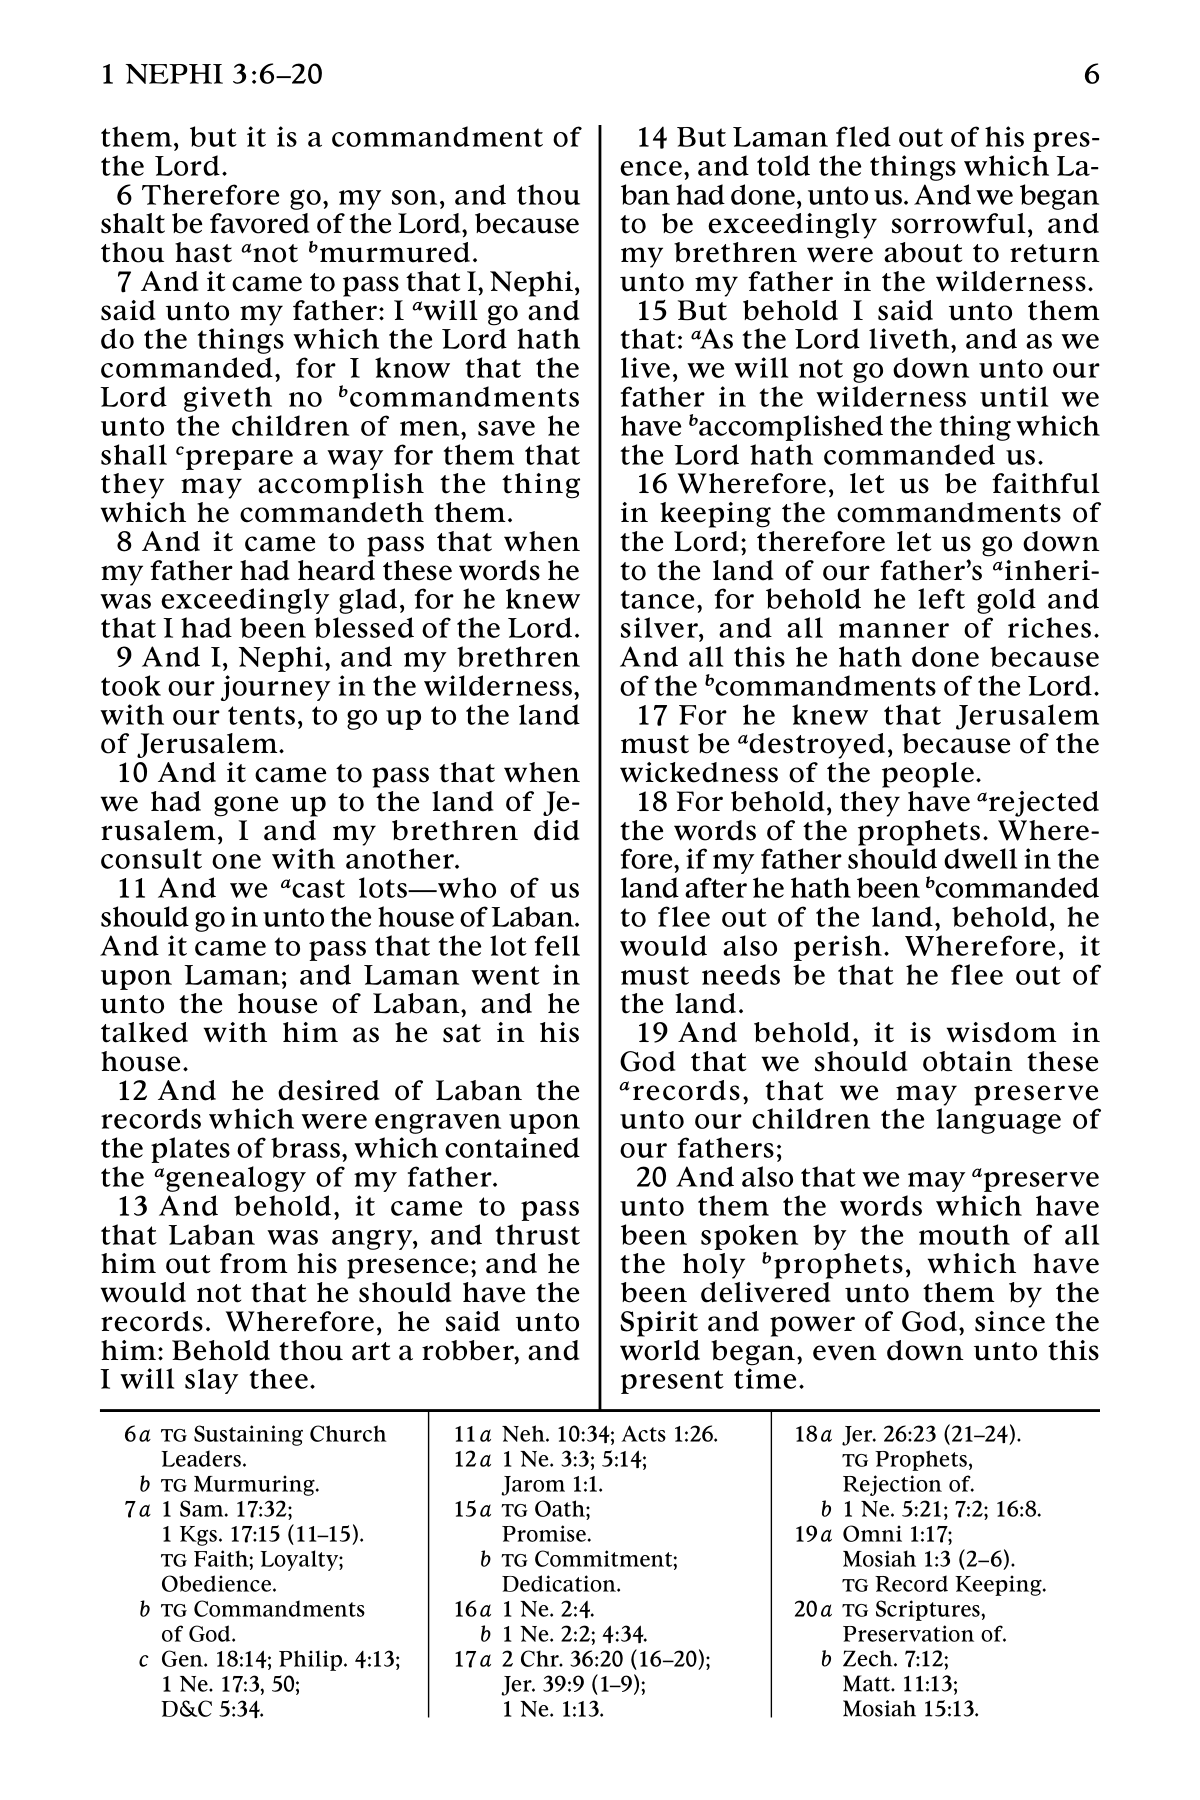 1 NEPHI 3:6–20
6
them, but it is a commandment of
the Lord.
6 Therefore go, my son, and thou
shalt be favored of the Lord, because
thou hast anot bmurmured.
7 And it came to pass that I, Nephi,
said unto my father: I awill go and
do the things which the Lord hath
commanded, for I know that the
Lord giveth no bcommandments
unto the children of men, save he
shall cprepare a way for them that
they may accomplish the thing
which he commandeth them.
8 And it came to pass that when
my father had heard these words he
was exceedingly glad, for he knew
that I had been blessed of the Lord.
9 And I, Nephi, and my brethren
took our journey in the wilderness,
with our tents, to go up to the land
of Jerusalem.
10 And it came to pass that when
we had gone up to the land of Je-
rusalem, I and my brethren did
consult one with another.
11 And we acast lots—who of us
should go in unto the house of Laban.
And it came to pass that the lot fell
upon Laman; and Laman went in
unto the house of Laban, and he
talked with him as he sat in his
house.
12 And he desired of Laban the
records which were engraven upon
the plates of brass, which contained
the agenealogy of my father.
13 And behold, it came to pass
that Laban was angry, and thrust
him out from his presence; and he
would not that he should have the
records. Wherefore, he said unto
him: Behold thou art a robber, and
I will slay thee.
14 But Laman fled out of his pres-
ence, and told the things which La-
ban had done, unto us. And we began
to be exceedingly sorrowful, and
my brethren were about to return
unto my father in the wilderness.
15 But behold I said unto them
that: aAs the Lord liveth, and as we
live, we will not go down unto our
father in the wilderness until we
have baccomplished the thing which
the Lord hath commanded us.
16 Wherefore, let us be faithful
in keeping the commandments of
the Lord; therefore let us go down
to the land of our father’s ainheri-
tance, for behold he left gold and
silver, and all manner of riches.
And all this he hath done because
of the bcommandments of the Lord.
17 For he knew that Jerusalem
must be adestroyed, because of the
wickedness of the people.
18 For behold, they have arejected
the words of the prophets. Where-
fore, if my father should dwell in the
land after he hath been bcommanded
to flee out of the land, behold, he
would also perish. Wherefore, it
must needs be that he flee out of
the land.
19 And behold, it is wisdom in
God that we should obtain these
arecords, that we may preserve
unto our children the language of
our fathers;
20 And also that we may apreserve
unto them the words which have
been spoken by the mouth of all
the holy bprophets, which have
been delivered unto them by the
Spirit and power of God, since the
world began, even down unto this
present time.
6a TG Sustaining Church
Leaders.
b TG Murmuring.
7a 1 Sam. 17:32;
1 Kgs. 17:15 (11–15).
TG Faith; Loyalty;
Obedience.
b TG Commandments
of God.
c Gen. 18:14; Philip. 4:13;
1 Ne. 17:3, 50;
D&C 5:34.
11a Neh. 10:34; Acts 1:26.
12a 1 Ne. 3:3; 5:14;
Jarom 1:1.
15a TG Oath;
Promise.
b TG Commitment;
Dedication.
16a 1 Ne. 2:4.
b 1 Ne. 2:2; 4:34.
17a 2 Chr. 36:20 (16–20);
Jer. 39:9 (1–9);
1 Ne. 1:13.
18a Jer. 26:23 (21–24).
TG Prophets,
Rejection of.
b 1 Ne. 5:21; 7:2; 16:8.
19a Omni 1:17;
Mosiah 1:3 (2–6).
TG Record Keeping.
20a TG Scriptures,
Preservation of.
b Zech. 7:12;
Matt. 11:13;
Mosiah 15:13.